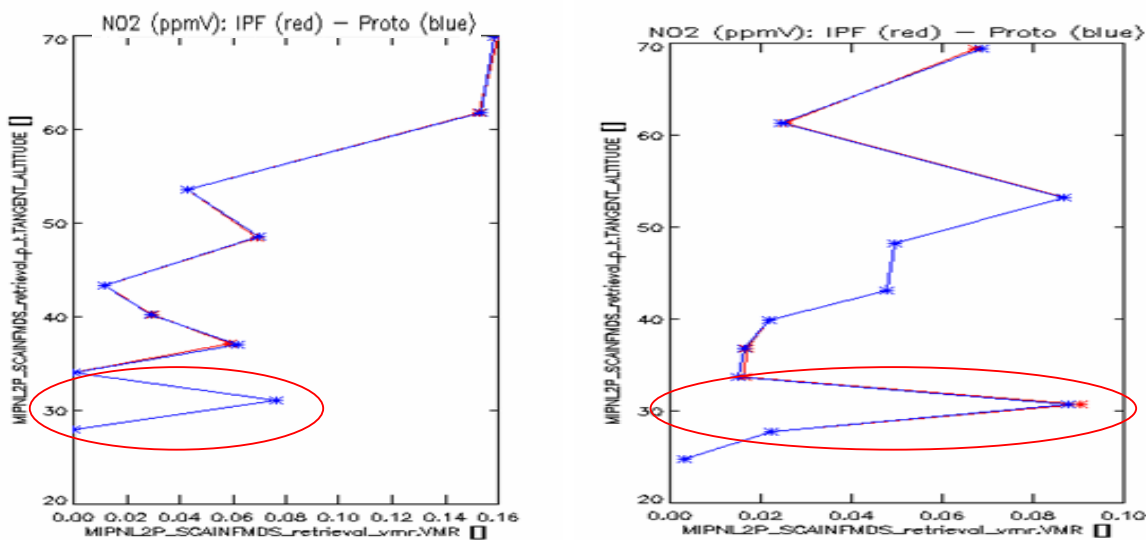 NO2 (ppmV): IPF (red) – Proto (blue)
70
60
50
40
30
20
MIPNL2P_SCAINFMDS_retrieval_p_t.TANGENT_ALTITUDE []
0.00 0.02 0.04 0.06 0.08 0.10 0.12 0.14 0.16
MIPNL2P_SCAINFMDS_retrieval_vmr.VMR []
NO2 (ppmV): IPF (red) – Proto (blue)
70
60
50
40
30
20
MIPNL2P_SCAINFMDS_retrieval_p_t.TANGENT_ALTITUDE []
0.00 0.02 0.04 0.06 0.08 0.10
MIPNL2P_SCAINFMDS_retrieval_vmr.VMR []